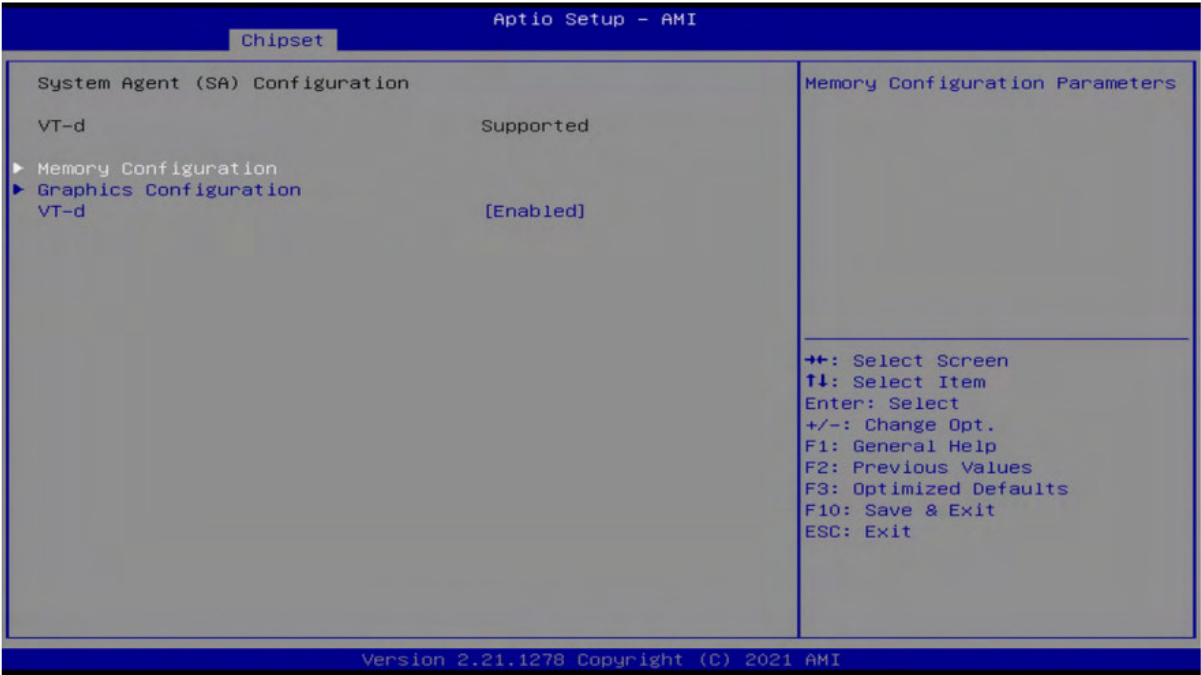 Aptio Setup – AMI
Chipset
System Agent (SA) Configuration
VT-d Supported
▶ Memory Configuration
▶ Graphics Configuration
VT-d [Enabled]
Memory Configuration Parameters
→←: Select Screen
↑↓: Select Item
Enter: Select
+/-: Change Opt.
F1: General Help
F2: Previous Values
F3: Optimized Defaults
F10: Save & Exit
ESC: Exit
Version 2.21.1278 Copyright (C) 2021 AMI